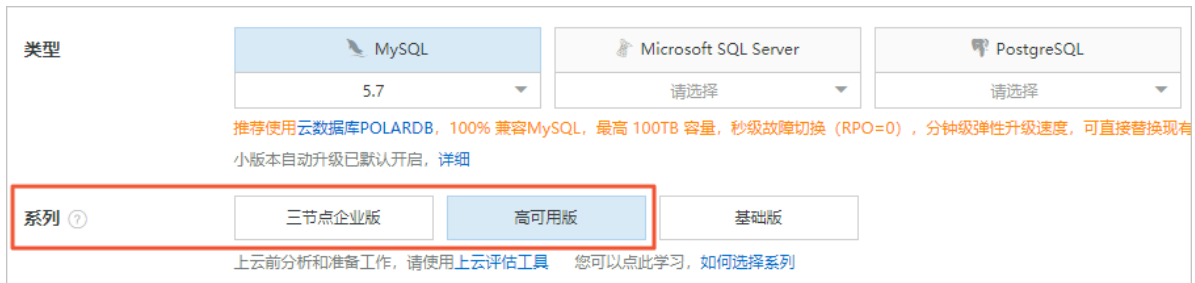 类型 MySQL Microsoft SQL Server PostgreSQL
5.7 请选择 请选择
推荐使用云数据库POLARDB，100% 兼容MySQL，最高 100TB 容量，秒级故障切换（RPO=0），分钟级弹性升级速度，可直接替换现有
小版本自动升级已默认开启，详细
系列 ? 三节点企业版 高可用版 基础版
上云前分析和准备工作，请使用上云评估工具 您可以点此学习，如何选择系列